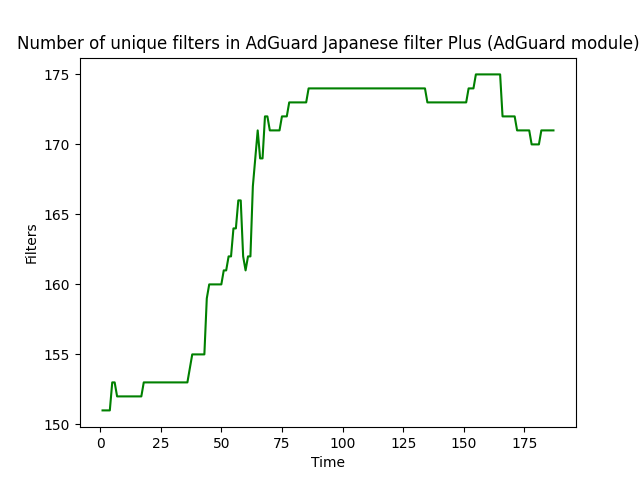 Number of unique filters in AdGuard Japanese filter Plus (AdGuard module)
175
170
165
160
155
150
Filters
0 25 50 75 100 125 150 175
Time